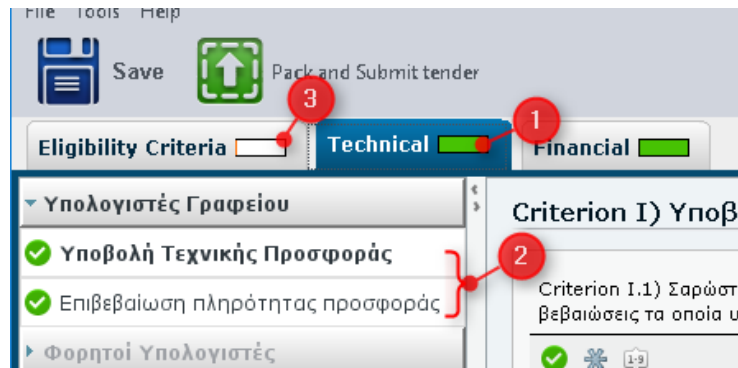 File Tools Help
Save
Pack and Submit tender
3
1
Eligibility Criteria
Technical
Financial
Υπολογιστές Γραφείου
Criterion I) Υποβ
Υποβολή Τεχνικής Προσφοράς
2
Επιβεβαίωση πληρότητας προσφοράς
Criterion I.1) Σαρώστ
βεβαιώσεις τα οποία υ
Φορητοί Υπολογιστές
1-9